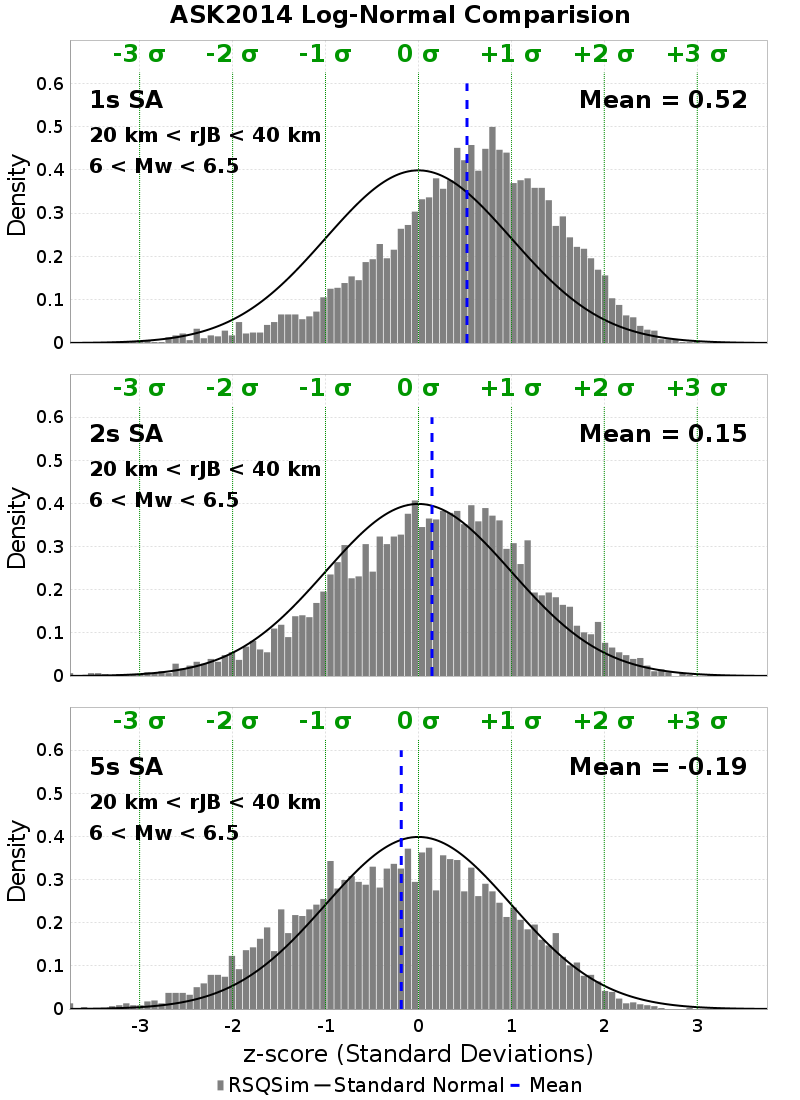 ASK2014 Log-Normal Comparision
-3 σ -2 σ -1 σ 0 σ +1 σ +2 σ +3 σ
0.6
1s SA Mean = 0.52
0.5
20 km < rJB < 40 km
6 < Mw < 6.5
0.4
0.3
0.2
0.1
0
Density
-3 σ -2 σ -1 σ 0 σ +1 σ +2 σ +3 σ
0.6
2s SA Mean = 0.15
0.5
20 km < rJB < 40 km
6 < Mw < 6.5
0.4
0.3
0.2
0.1
0
Density
-3 σ -2 σ -1 σ 0 σ +1 σ +2 σ +3 σ
0.6
5s SA Mean = -0.19
0.5
20 km < rJB < 40 km
6 < Mw < 6.5
0.4
0.3
0.2
0.1
0
Density
-3 -2 -1 0 1 2 3
z-score (Standard Deviations)
RSQSim Standard Normal Mean